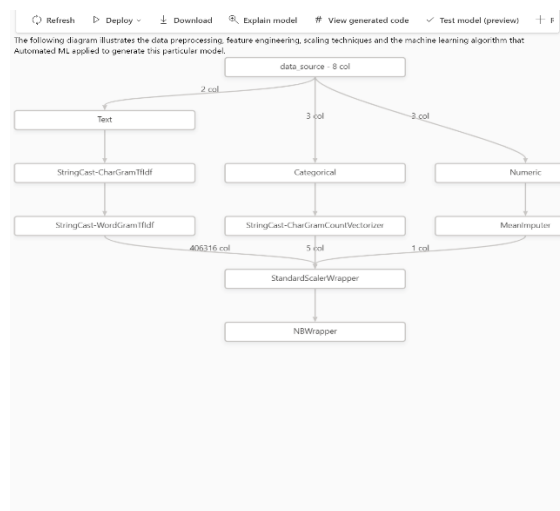 Refresh Deploy Download Explain model View generated code Test model (preview) + R
The following diagram illustrates the data preprocessing, feature engineering, scaling techniques and the machine learning algorithm that
Automated ML applied to generate this particular model.
data_source - 8 col
2 col
3 col
3 col
Text
StringCast-CharGramTfIdf
Categorical
Numeric
StringCast-WordGramTfIdf
StringCast-CharGramCountVectorizer
MeanImputer
406316 col
5 col
1 col
StandardScalerWrapper
NBWrapper